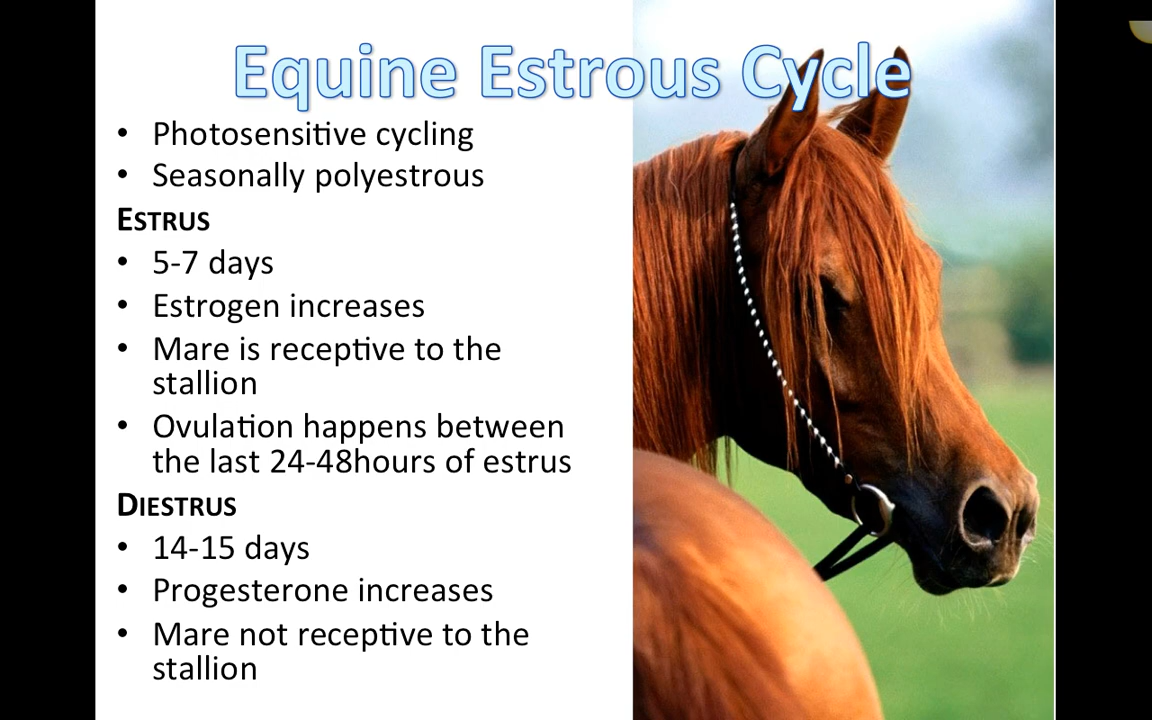 Equine Estrous Cycle
• Photosensitive cycling
• Seasonally polyestrous
ESTRUS
• 5-7 days
• Estrogen increases
• Mare is receptive to the
stallion
• Ovulation happens between
the last 24-48hours of estrus
DIESTRUS
• 14-15 days
• Progesterone increases
• Mare not receptive to the
stallion